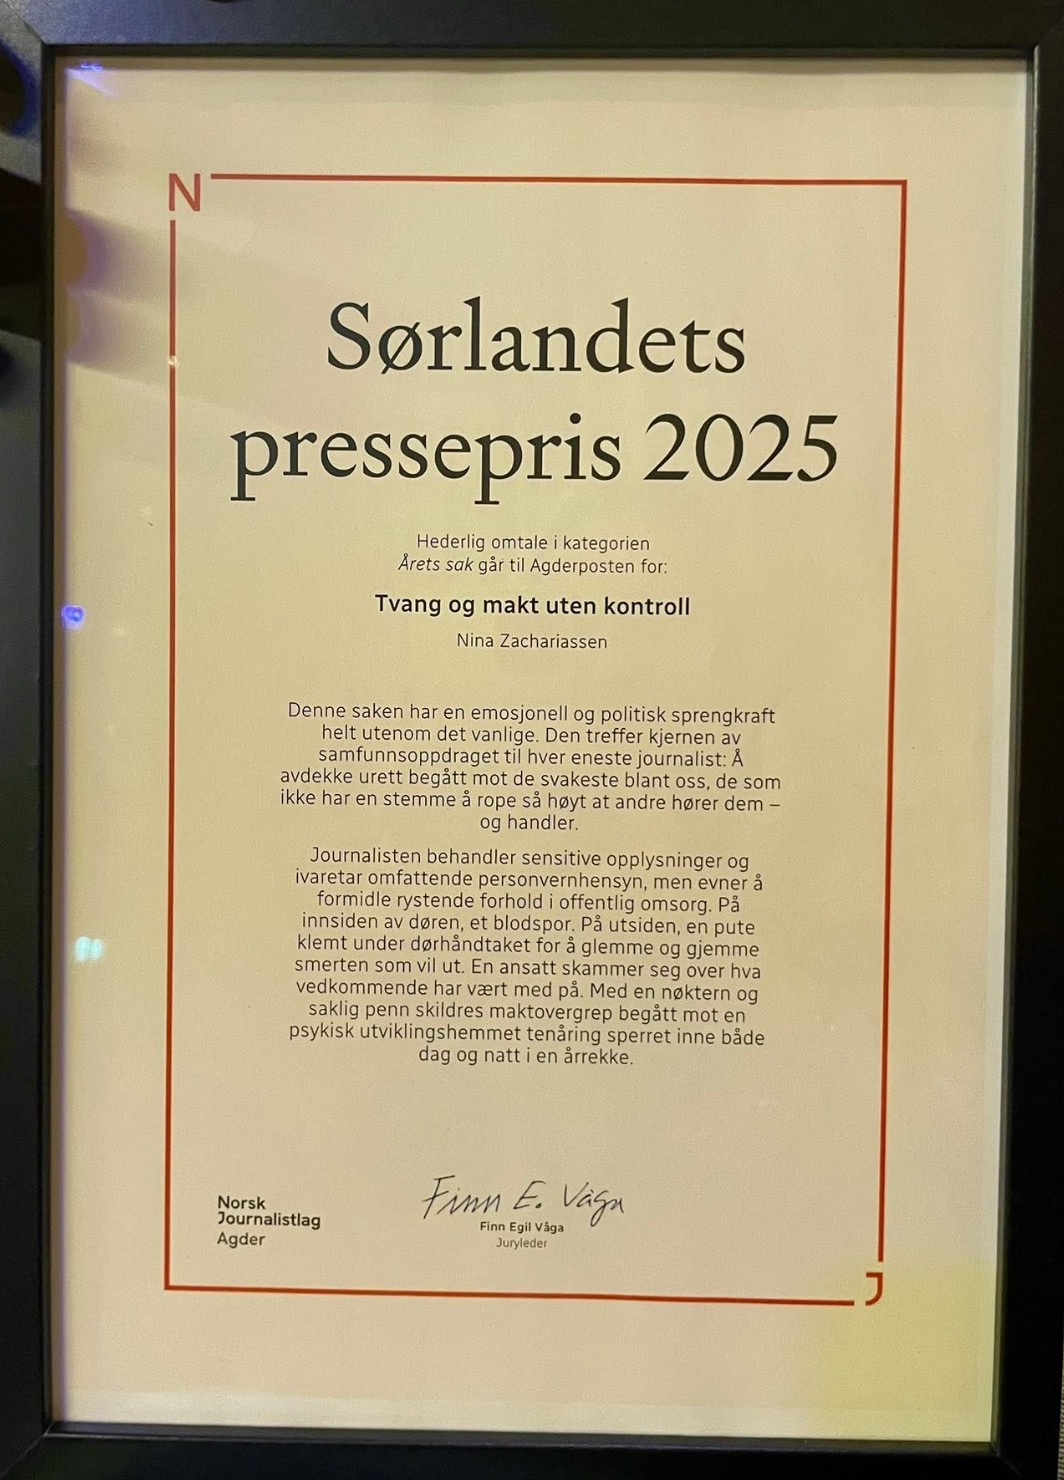 N
Sørlandets
pressepris 2025
Hederlig omtale i kategorien
Årets sak går til Agderposten for:
Tvang og makt uten kontroll
Nina Zachariassen
Denne saken har en emosjonell og politisk sprengkraft
helt utenom det vanlige. Den treffer kjernen av
samfunnsoppdraget til hver eneste journalist: Å
avdekke urett begått mot de svakeste blant oss, de som
ikke har en stemme å rope så høyt at andre hører dem –
og handler.
Journalisten behandler sensitive opplysninger og
ivaretar omfattende personvernhensyn, men evner å
formidle rystende forhold i offentlig omsorg. På
innsiden av døren, et blodspor. På utsiden, en pute
klemt under dørhåndtaket for å glemme og gjemme
smerten som vil ut. En ansatt skammer seg over hva
vedkommende har vært med på. Med en nøktern og
saklig penn skildres maktovergrep begått mot en
psykisk utviklingshemmet tenåring sperret inne både
dag og natt i en årrekke.
Norsk
Journalistlag
Agder
Finn E. Våga
Finn Egil Våga
Juryleder
J